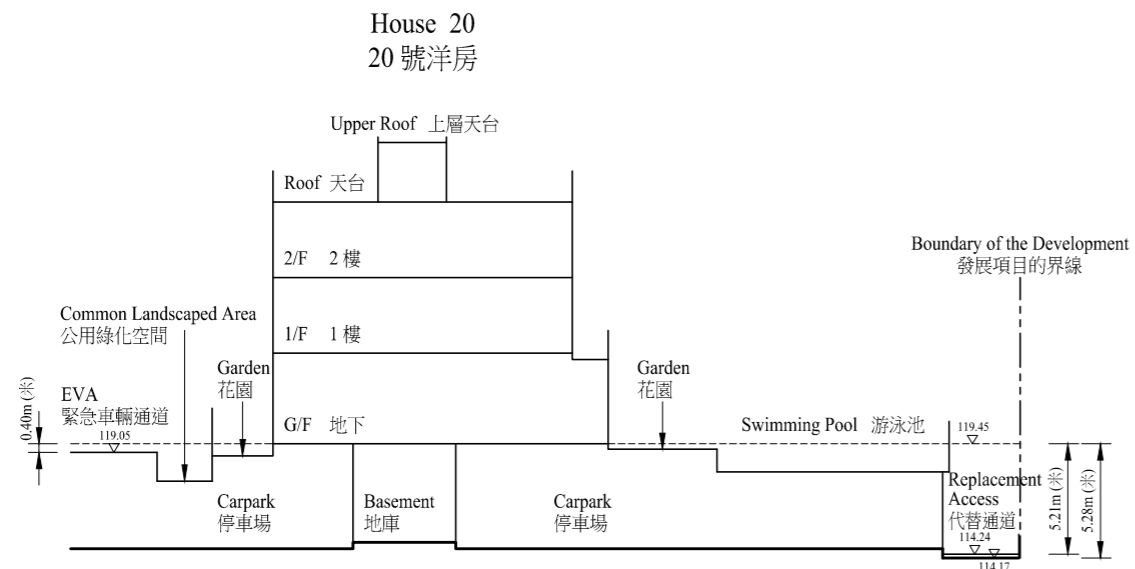 House 20
20 號洋房
Upper Roof 上層天台
Roof 天台
2/F 2 樓
Boundary of the Development
發展項目的界線
Common Landscaped Area
公用綠化空間
1/F 1 樓
Garden
花園
Garden
花園
0.40m (米)
EVA
緊急車輛通道
119.05
G/F 地下
Swimming Pool 游泳池
119.45
Carpark
停車場
Basement
地庫
Carpark
停車場
Replacement
Access
代替通道
114.24
114.17
5.21m (米)
5.28m (米)